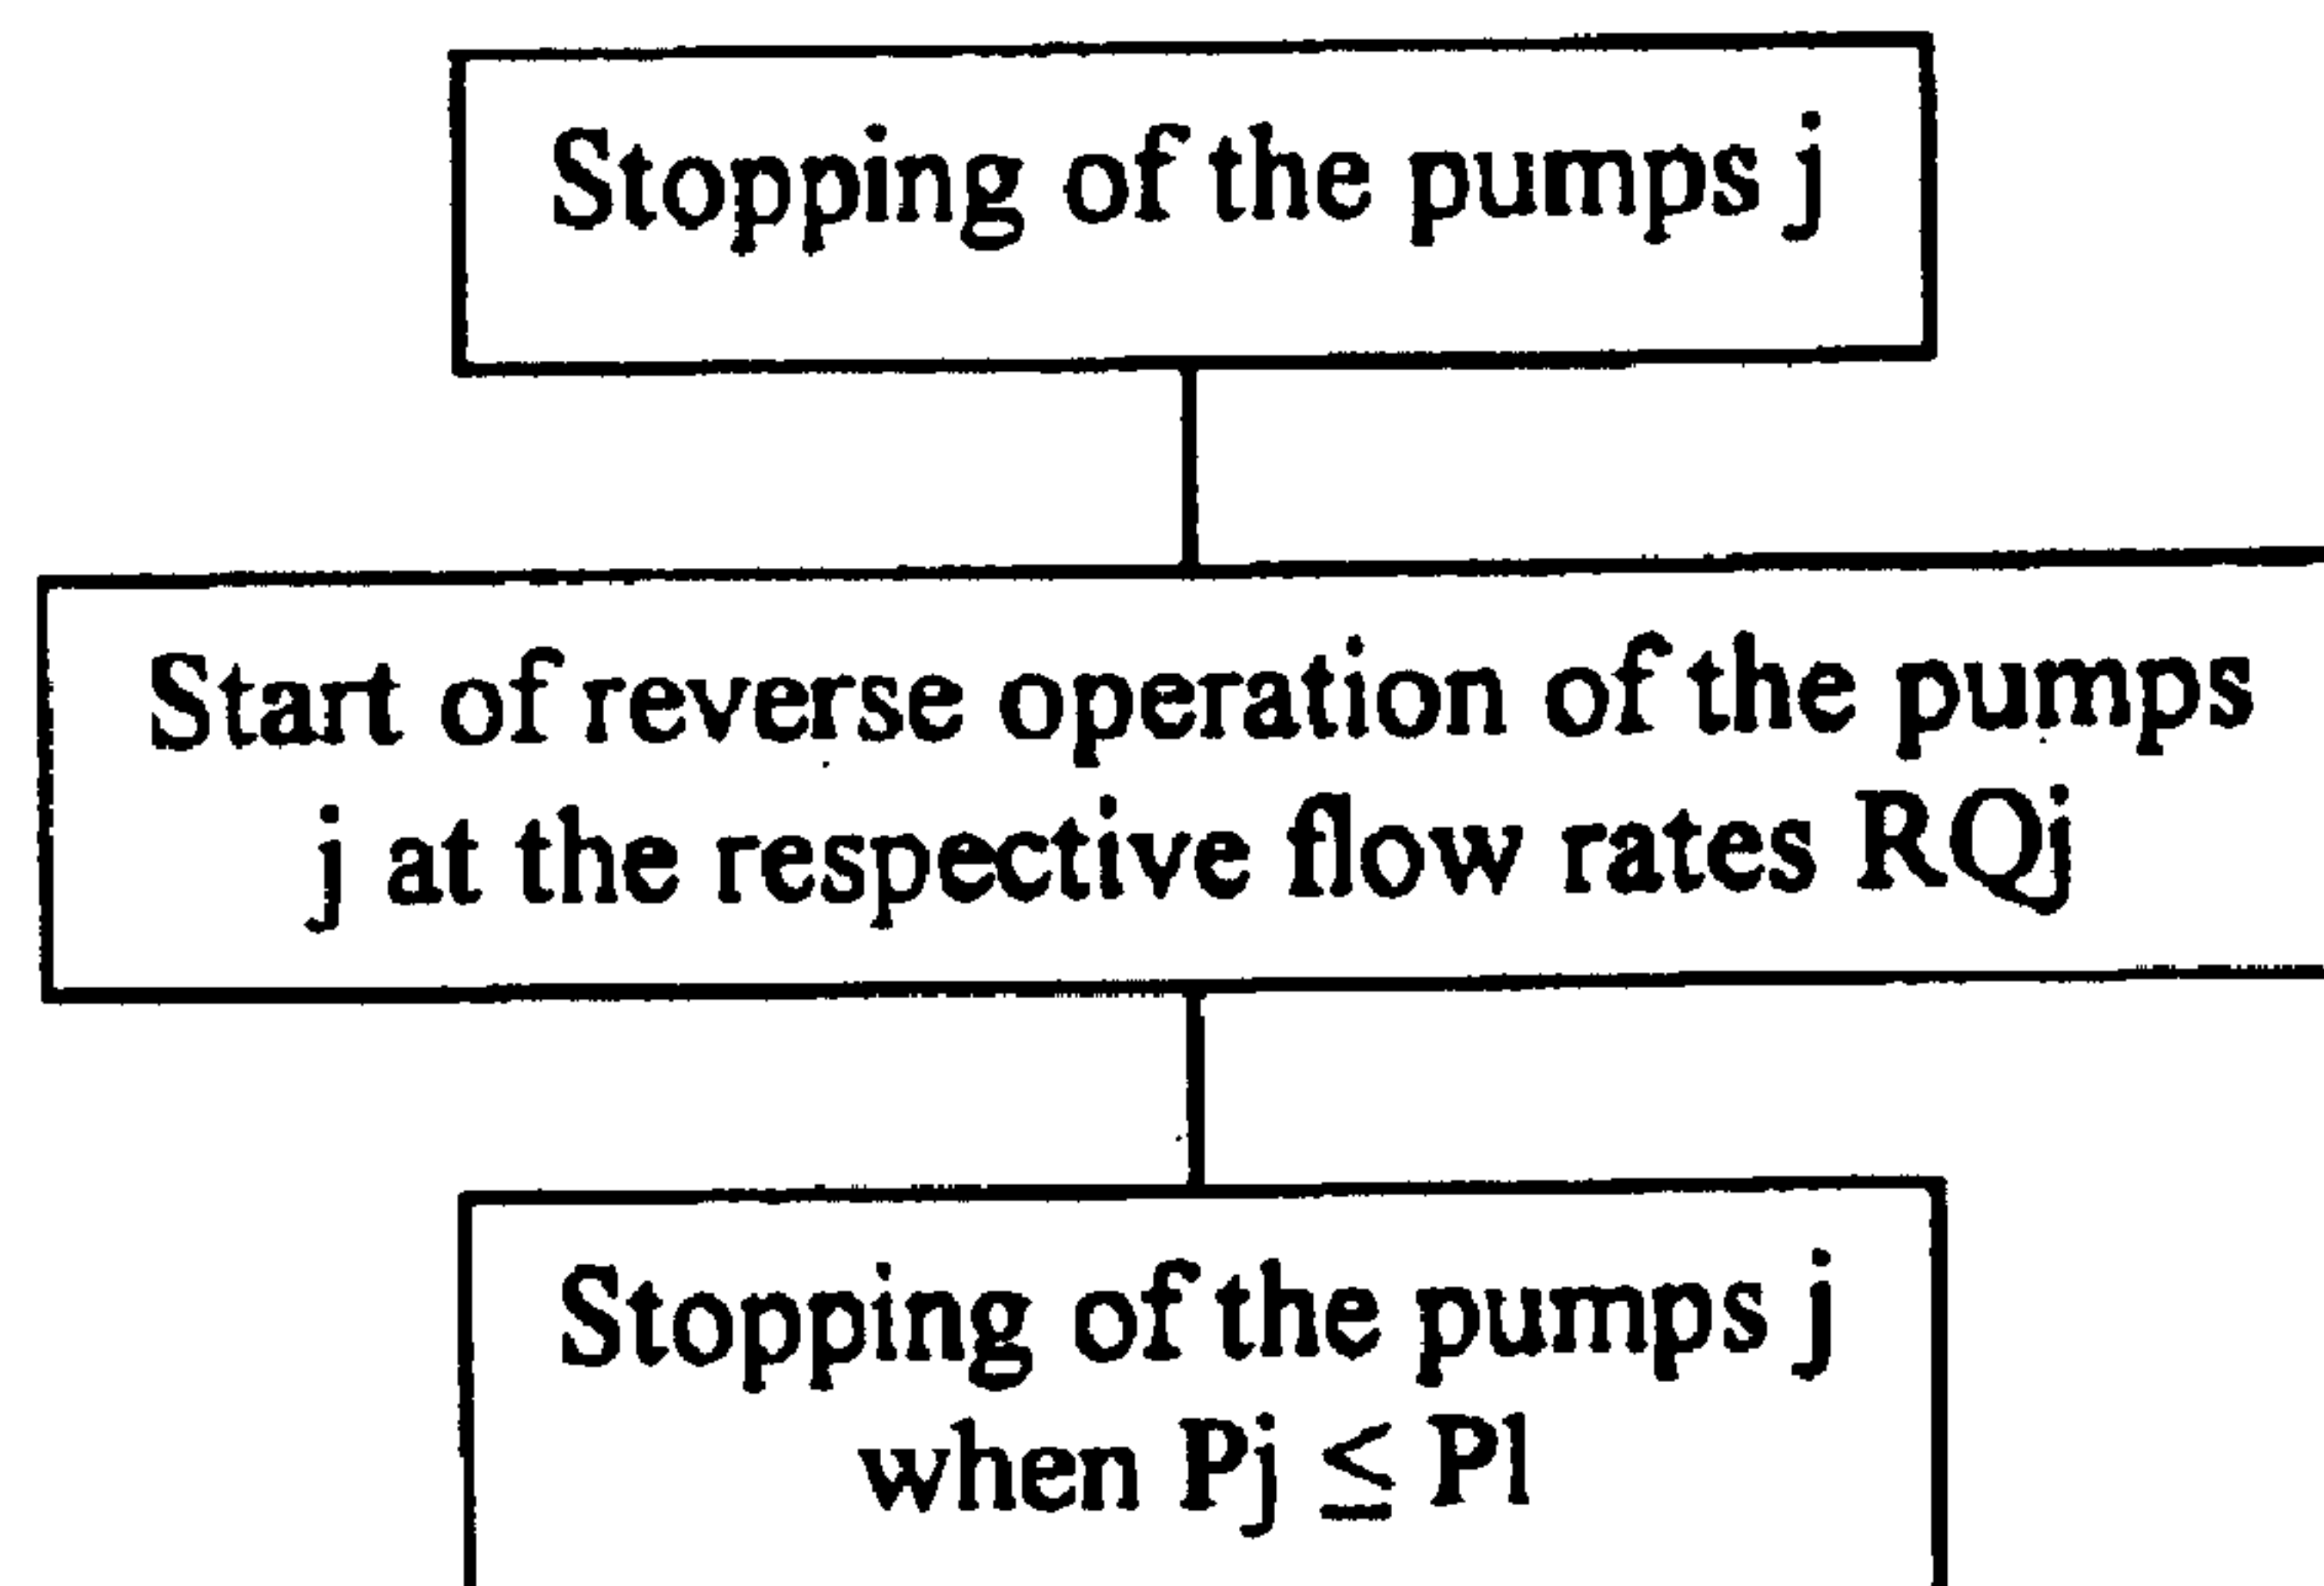 Stopping of the pumps j
Start of reverse operation of the pumps
j at the respective flow rates RQj
Stopping of the pumps j
when Pj ≤ Pl